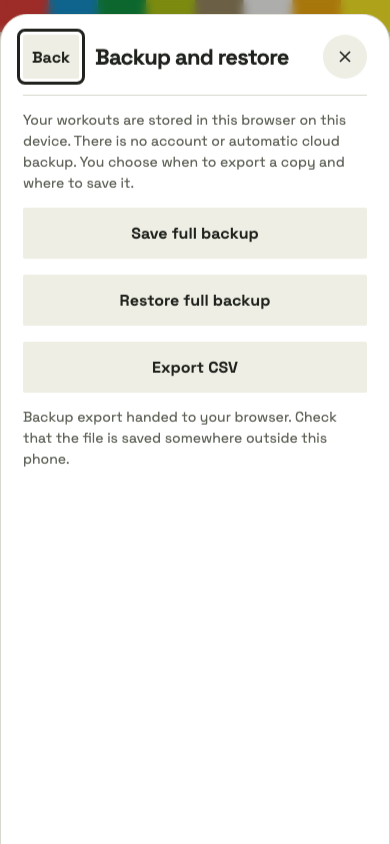 Back
Backup and restore
Your workouts are stored in this browser on this
device. There is no account or automatic cloud
backup. You choose when to export a copy and
where to save it.
Save full backup
Restore full backup
Export CSV
Backup export handed to your browser. Check
that the file is saved somewhere outside this
phone.